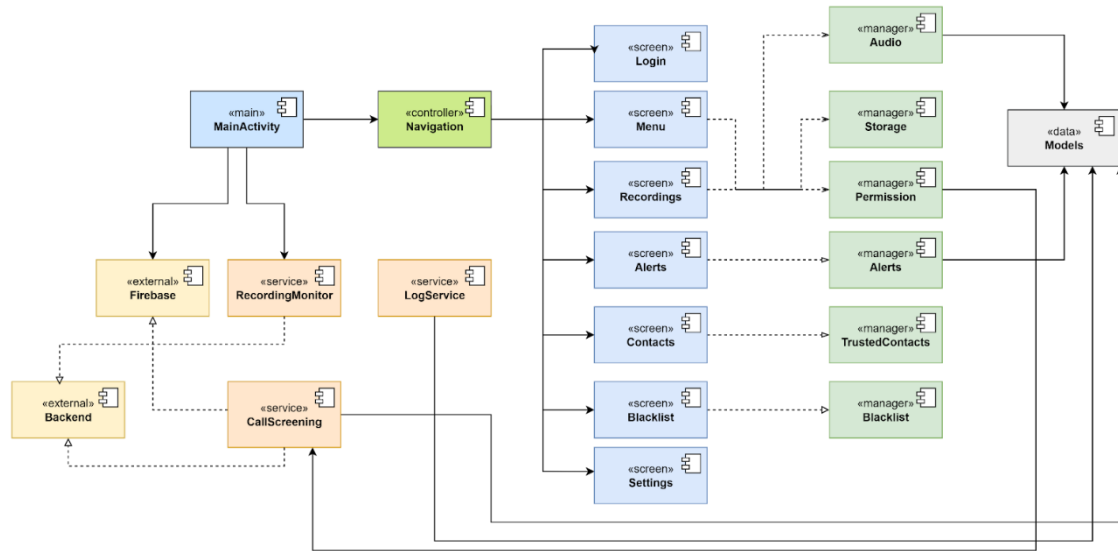 «screen»
Login
«manager»
Audio
«main»
MainActivity
«controller»
Navigation
«screen»
Menu
«manager»
Storage
«data»
Models
«screen»
Recordings
«manager»
Permission
«external»
Firebase
«service»
RecordingMonitor
«service»
LogService
«screen»
Alerts
«manager»
Alerts
«screen»
Contacts
«manager»
TrustedContacts
«external»
Backend
«service»
CallScreening
«screen»
Blacklist
«manager»
Blacklist
«screen»
Settings